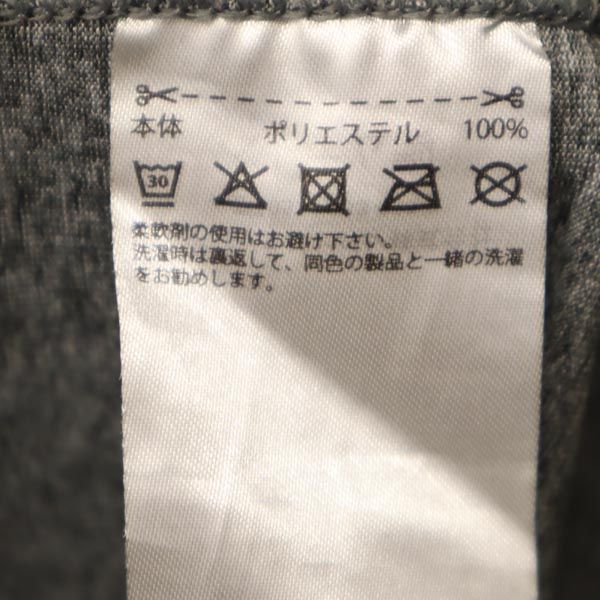 本体 ポリエステル 100%
30
柔軟剤の使用はお避け下さい。
洗濯時は裏返して、同色の製品と一緒の洗濯
をお勧めします。